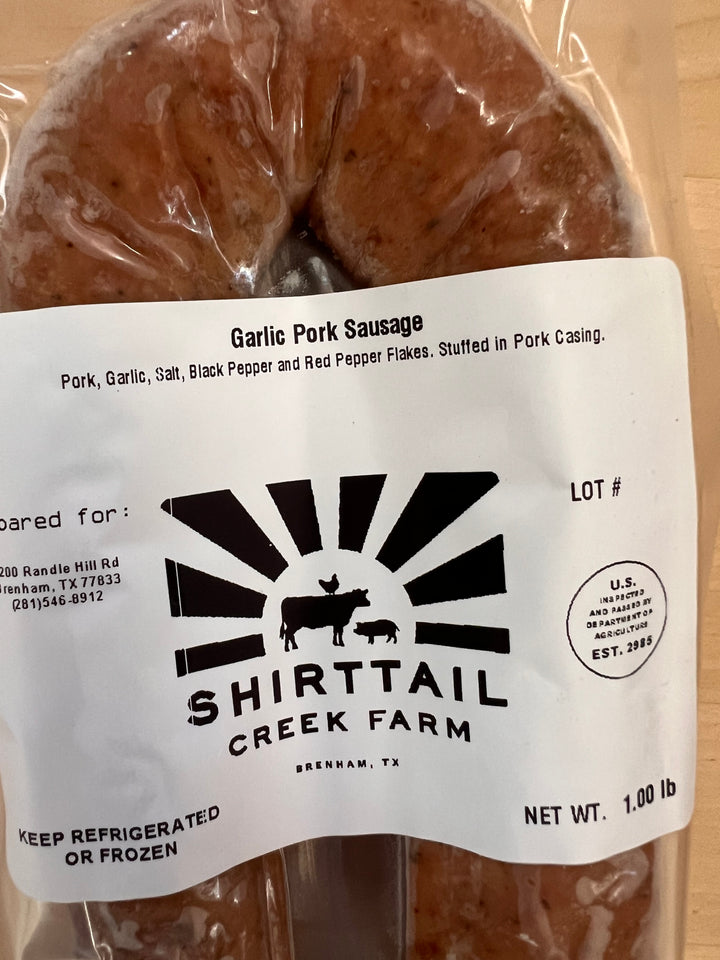 Garlic Pork Sausage
Pork, Garlic, Salt, Black Pepper and Red Pepper Flakes. Stuffed in Pork Casing.
pared for:
200 Randle Hill Rd
renham, TX 77833
(281)546-8912
LOT #
U.S.
INSPECTED
AND PASSED BY
DEPARTMENT OF
AGRICULTURE
EST. 2985
SHIRTTAIL
CREEK FARM
BRENHAM, TX
KEEP REFRIGERATED
OR FROZEN
NET WT. 1.00 lb